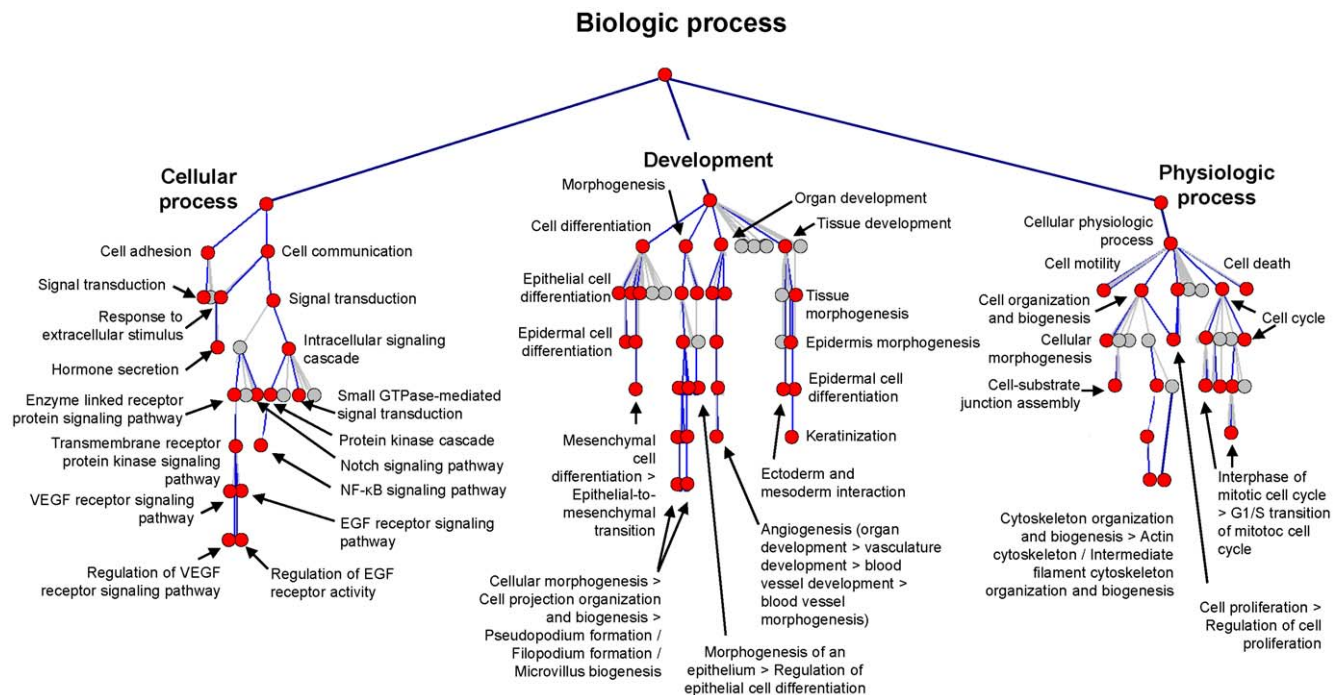 Biologic process
Cellular
process
Cell adhesion
Cell communication
Signal transduction
Signal transduction
Response to
extracellular stimulus
Intracellular signaling
cascade
Hormone secretion
Enzyme linked receptor
protein signaling pathway
Small GTPase-mediated
signal transduction
Protein kinase cascade
Transmembrane receptor
protein kinase signaling
pathway
Notch signaling pathway
NF-κB signaling pathway
VEGF receptor signaling
pathway
EGF receptor signaling
pathway
Regulation of VEGF
receptor signaling pathway
Regulation of EGF
receptor activity
Development
Morphogenesis
Organ development
Cell differentiation
Tissue development
Epithelial cell
differentiation
Tissue
morphogenesis
Epidermal cell
differentiation
Epidermis morphogenesis
Epidermal cell
differentiation
Mesenchymal
cell
differentiation >
Epithelial-to-
mesenchymal
transition
Keratinization
Ectoderm and
mesoderm interaction
Angiogenesis (organ
development > vasculature
development > blood
vessel development >
blood vessel
morphogenesis)
Cellular morphogenesis >
Cell projection organization
and biogenesis >
Pseudopodium formation /
Filopodium formation /
Microvillus biogenesis
Morphogenesis of an
epithelium > Regulation of
epithelial cell differentiation
Physiologic
process
Cellular physiologic
process
Cell motility
Cell death
Cell organization
and biogenesis
Cell cycle
Cellular
morphogenesis
Cell-substrate
junction assembly
Interphase of
mitotic cell cycle
> G1/S transition
of mitotoc cell
cycle
Cytoskeleton organization
and biogenesis > Actin
cytoskeleton / Intermediate
filament cytoskeleton
organization and biogenesis
Cell proliferation >
Regulation of cell
proliferation